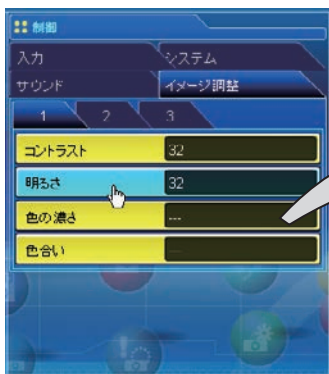 制御
入力 システム
サウンド イメージ調整
1 2 3
コントラスト 32
明るさ 32
色の濃さ ---
色合い ---